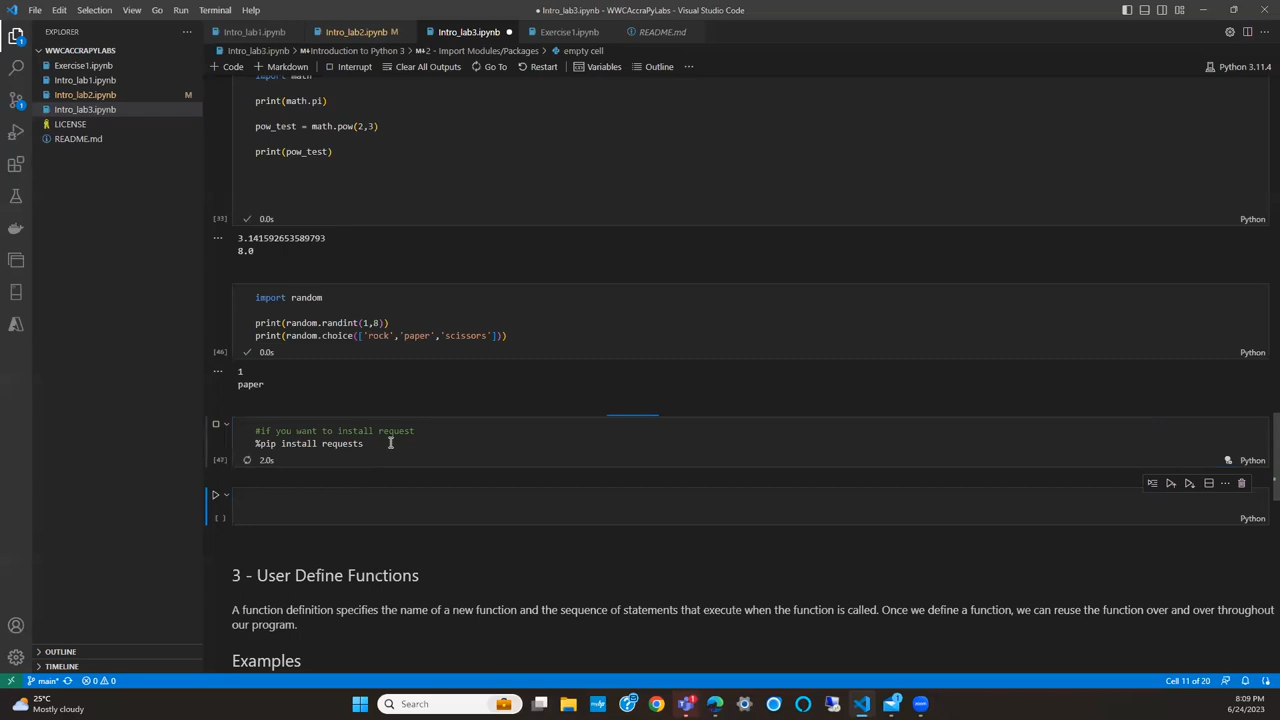 File Edit Selection View Go Run Terminal Help
● Intro_lab3.ipynb - WWCAccraPyLabs - Visual Studio Code
EXPLORER
Intro_lab1.ipynb
Intro_lab2.ipynb M
Intro_lab3.ipynb
Exercise1.ipynb
README.md
WWCACCRAPYLABS
Intro_lab3.ipynb > Introduction to Python 3 > 2 - Import Modules/Packages > empty cell
Exercise1.ipynb
Intro_lab1.ipynb
Intro_lab2.ipynb M
Intro_lab3.ipynb
LICENSE
README.md
+ Code + Markdown Interrupt Clear All Outputs Go To Restart Variables Outline ... Python 3.11.4
import math
print(math.pi)
pow_test = math.pow(2,3)
print(pow_test)
[33] 0.0s Python
3.141592653589793
8.0
import random
print(random.randint(1,8))
print(random.choice(['rock','paper','scissors']))
[46] 0.0s Python
1
paper
#if you want to install request
%pip install requests
[47] 2.0s Python
[ ] Python
3 - User Define Functions
A function definition specifies the name of a new function and the sequence of statements that execute when the function is called. Once we define a function, we can reuse the function over and over throughout
our program.
Examples
OUTLINE
TIMELINE
main* 0 0 Cell 11 of 20
25°C
Mostly cloudy
Search
8:09 PM
6/24/2023